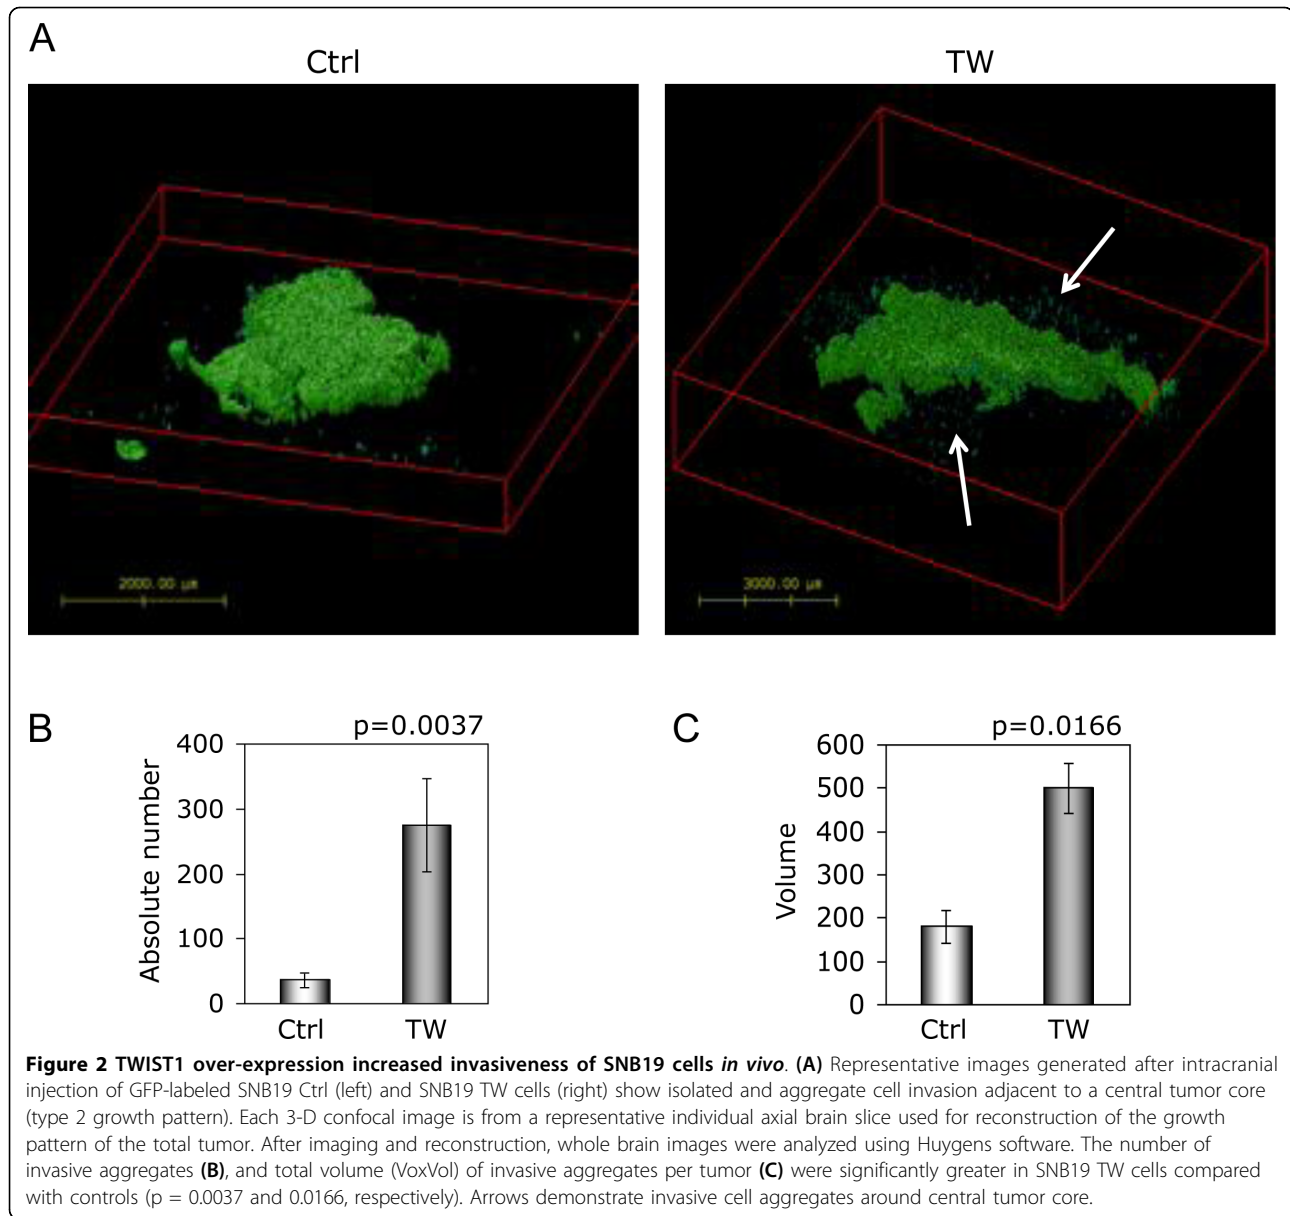 A
Ctrl
TW
2000.00 µm
3000.00 µm
B
p=0.0037
400
300
200
100
0
Absolute number
Ctrl
TW
C
p=0.0166
600
500
400
300
200
100
0
Volume
Ctrl
TW
Figure 2 TWIST1 over-expression increased invasiveness of SNB19 cells in vivo. (A) Representative images generated after intracranial
injection of GFP-labeled SNB19 Ctrl (left) and SNB19 TW cells (right) show isolated and aggregate cell invasion adjacent to a central tumor core
(type 2 growth pattern). Each 3-D confocal image is from a representative individual axial brain slice used for reconstruction of the growth
pattern of the total tumor. After imaging and reconstruction, whole brain images were analyzed using Huygens software. The number of
invasive aggregates (B), and total volume (VoxVol) of invasive aggregates per tumor (C) were significantly greater in SNB19 TW cells compared
with controls (p = 0.0037 and 0.0166, respectively). Arrows demonstrate invasive cell aggregates around central tumor core.